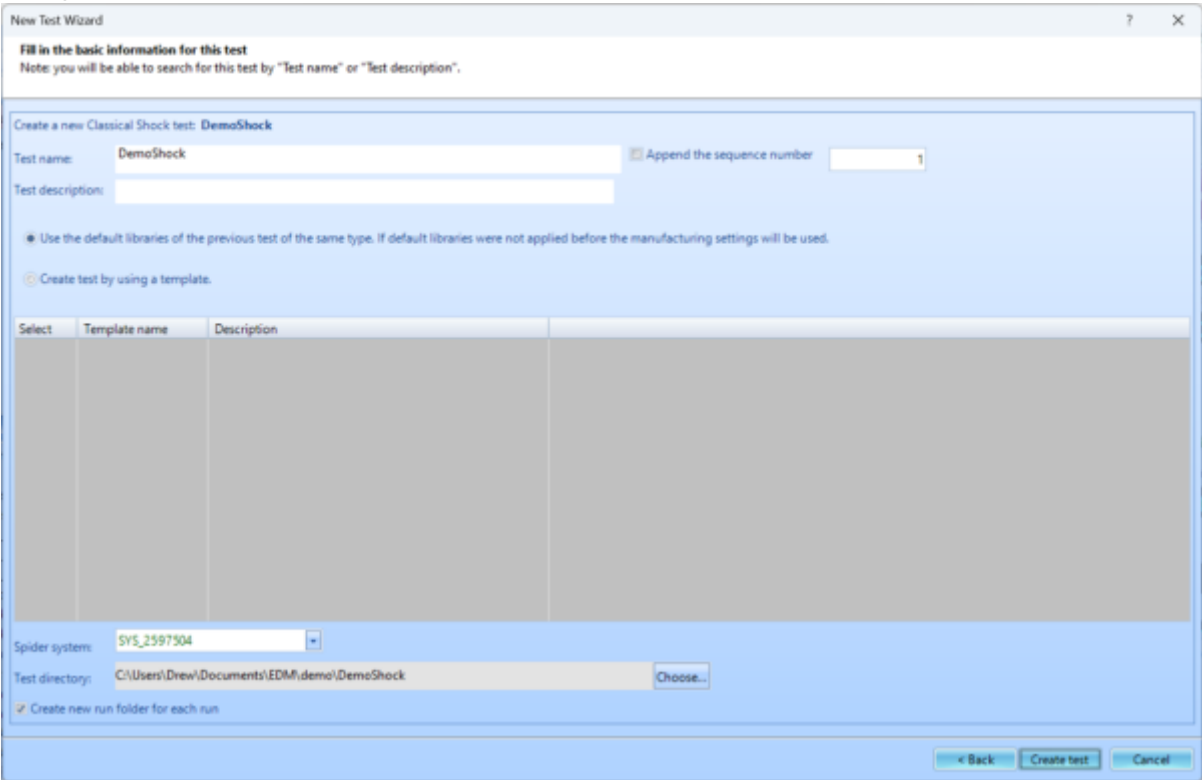 New Test Wizard ? X
Fill in the basic information for this test
Note: you will be able to search for this test by "Test name" or "Test description".
Create a new Classical Shock test: DemoShock
Test name: DemoShock Append the sequence number 1
Test description:
Use the default libraries of the previous test of the same type. If default libraries were not applied before the manufacturing settings will be used.
Create test by using a template.
Select Template name Description
Spider system: SYS_2597504
Test directory: C:\Users\Drew\Documents\EDM\demo\DemoShock Choose...
Create new run folder for each run
< Back Create test Cancel